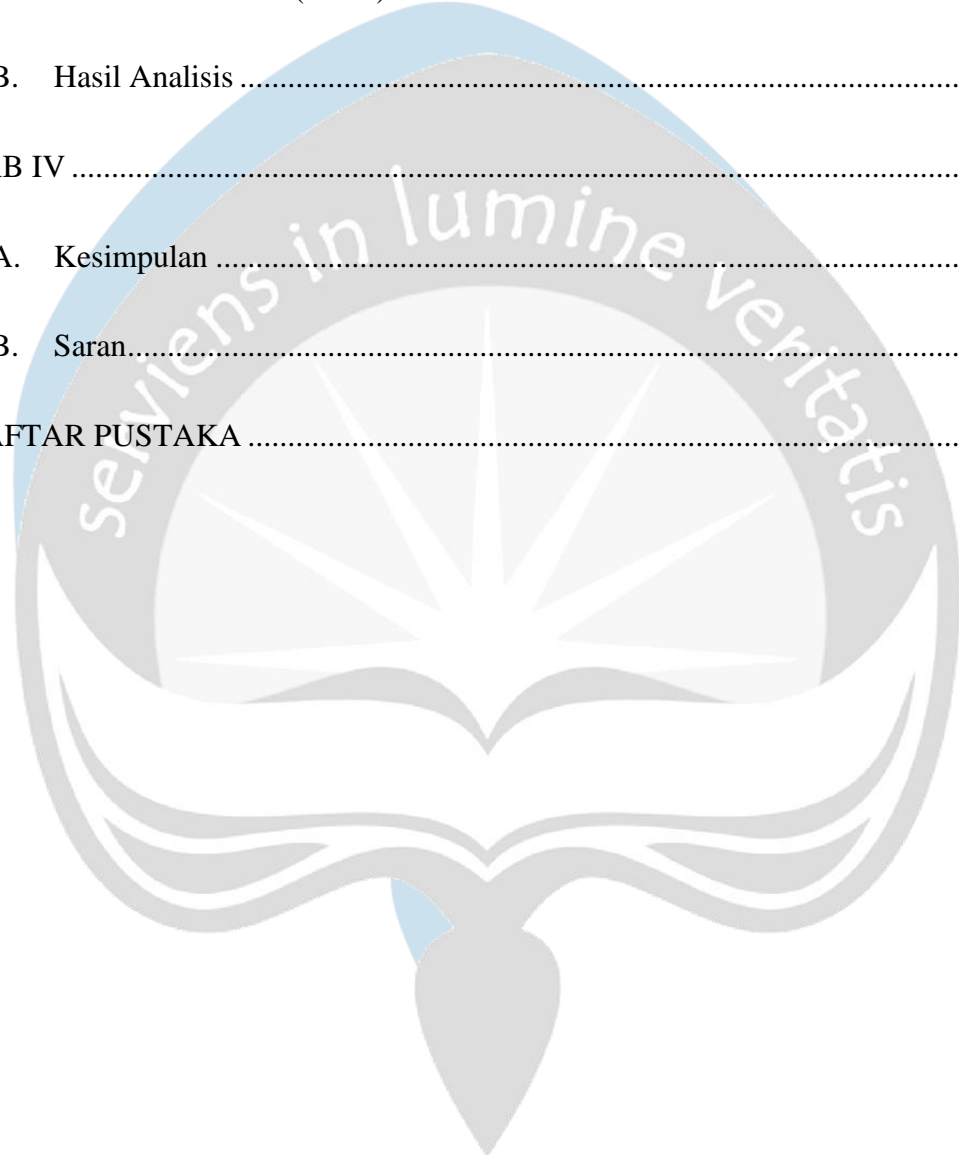 B. Hasil Analisis ................................................................................
AB IV ................................................................................
A. Kesimpulan ................................................................................
B. Saran................................................................................
AFTAR PUSTAKA ................................................................................
serviens in lumine veritatis